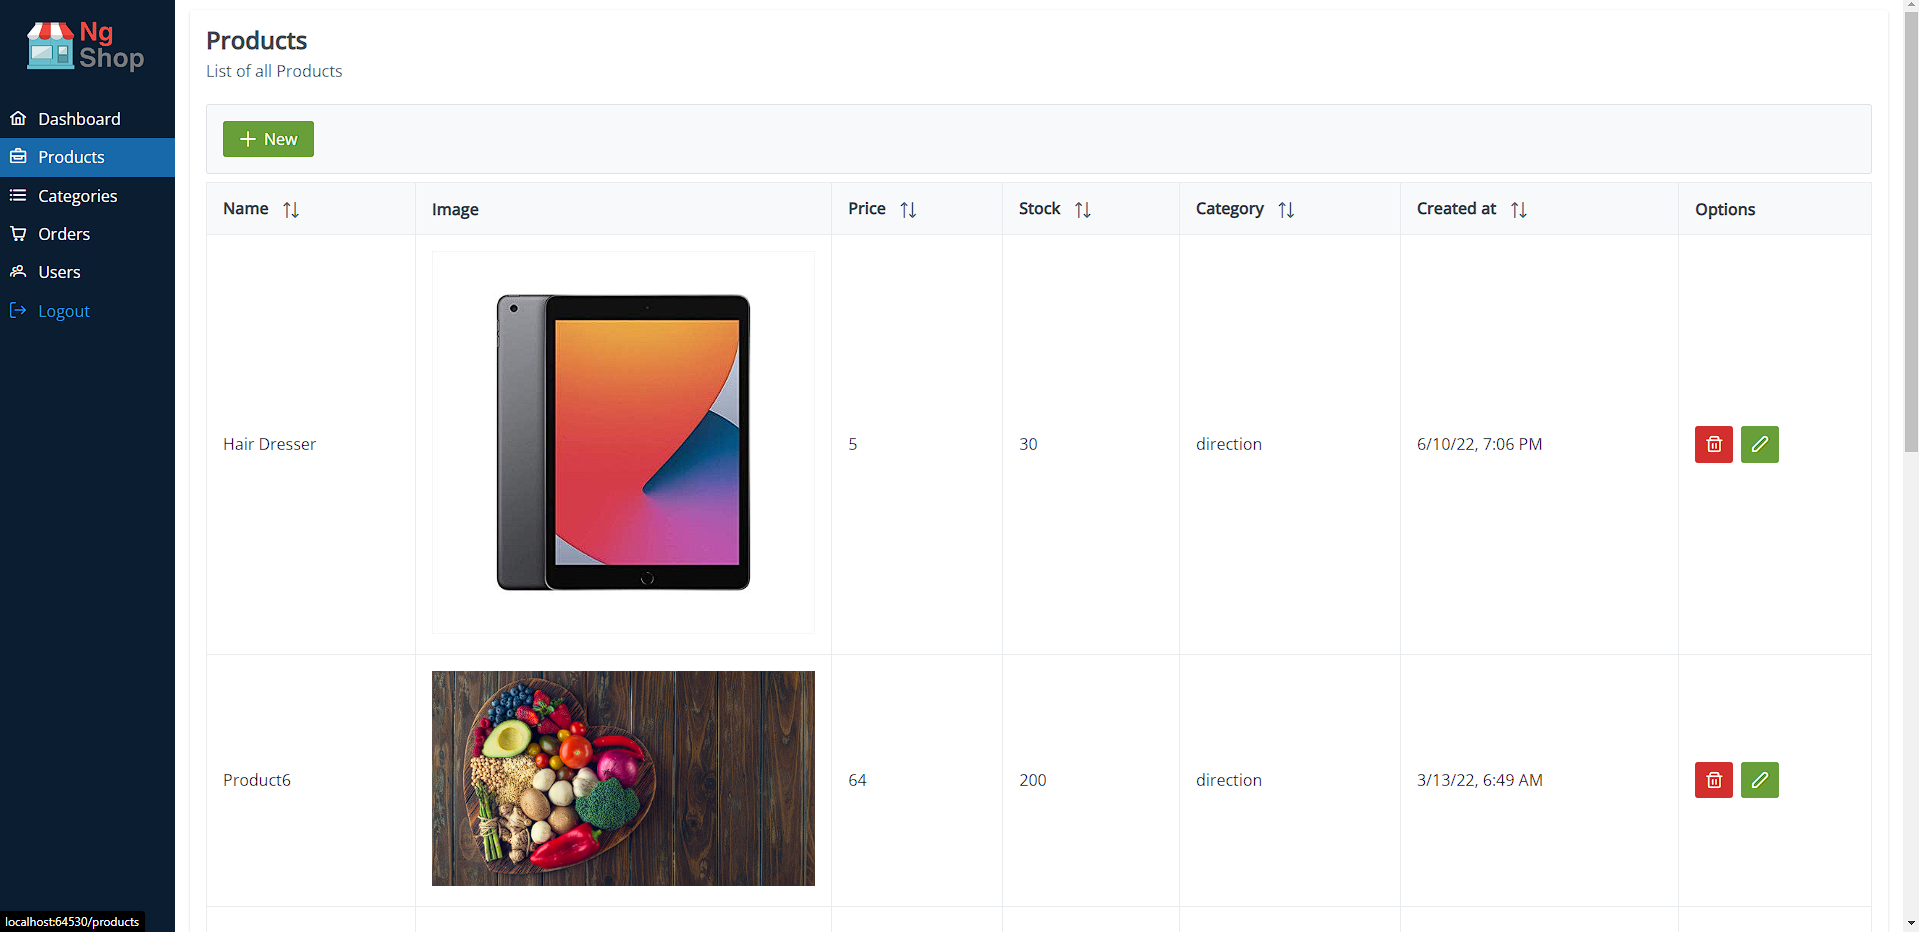 Ng
Shop
Dashboard
Products
Categories
Orders
Users
Logout
Products
List of all Products
New
Name Image Price Stock Category Created at Options
Hair Dresser 5 30 direction 6/10/22, 7:06 PM
Product6 64 200 direction 3/13/22, 6:49 AM
localhost:64530/products